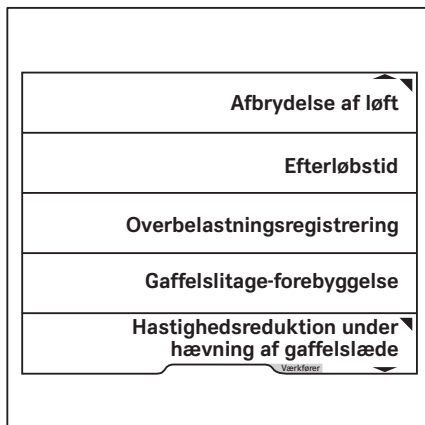 Afbrydelse af løft
Efterløbstid
Overbelastningsregistrering
Gaffelslitage-forebyggelse
Hastighedsreduktion under
hævning af gaffelslæde
Værkfører